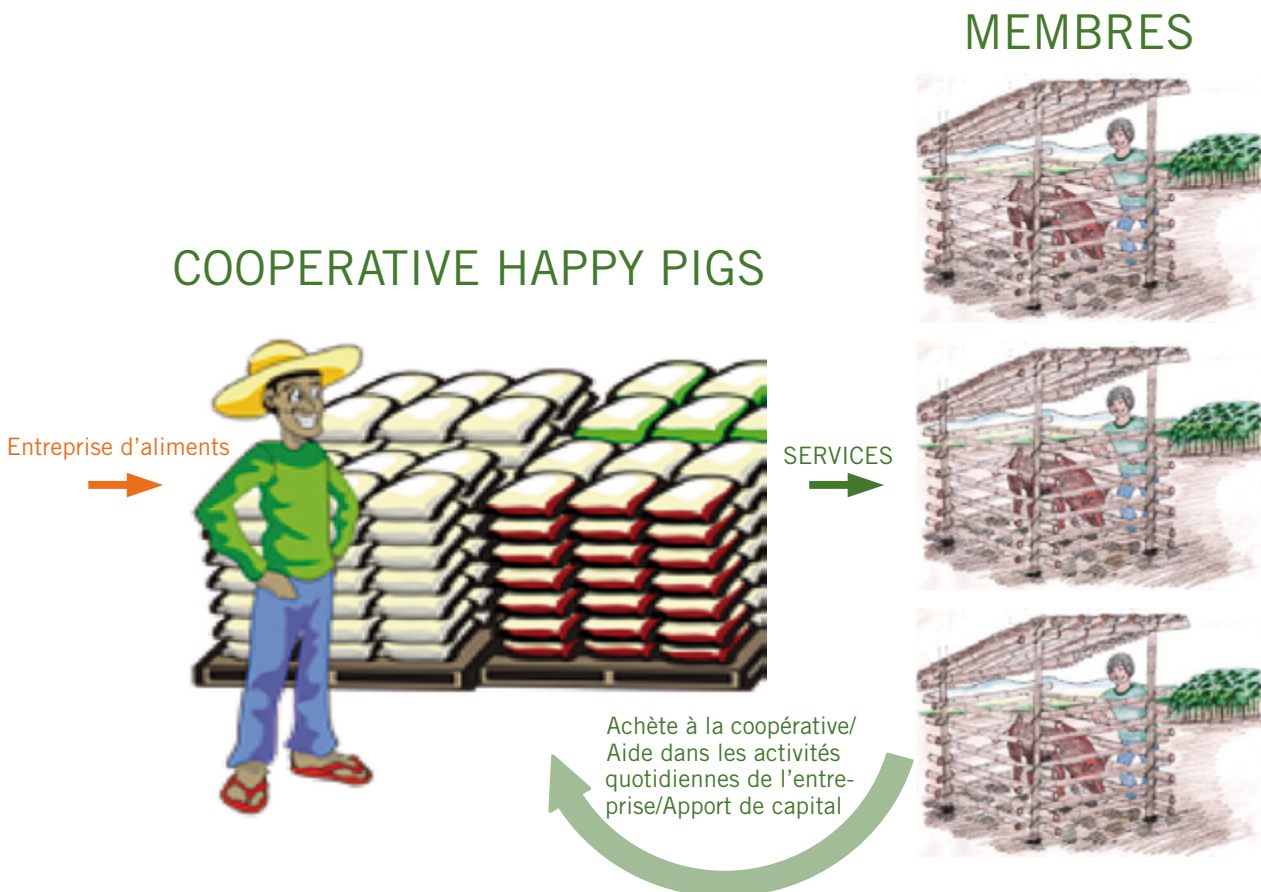 MEMBRES
COOPERATIVE HAPPY PIGS
Entreprise d’aliments
SERVICES
Achète à la coopérative/
Aide dans les activités
quotidiennes de l’entre-
prise/Apport de capital